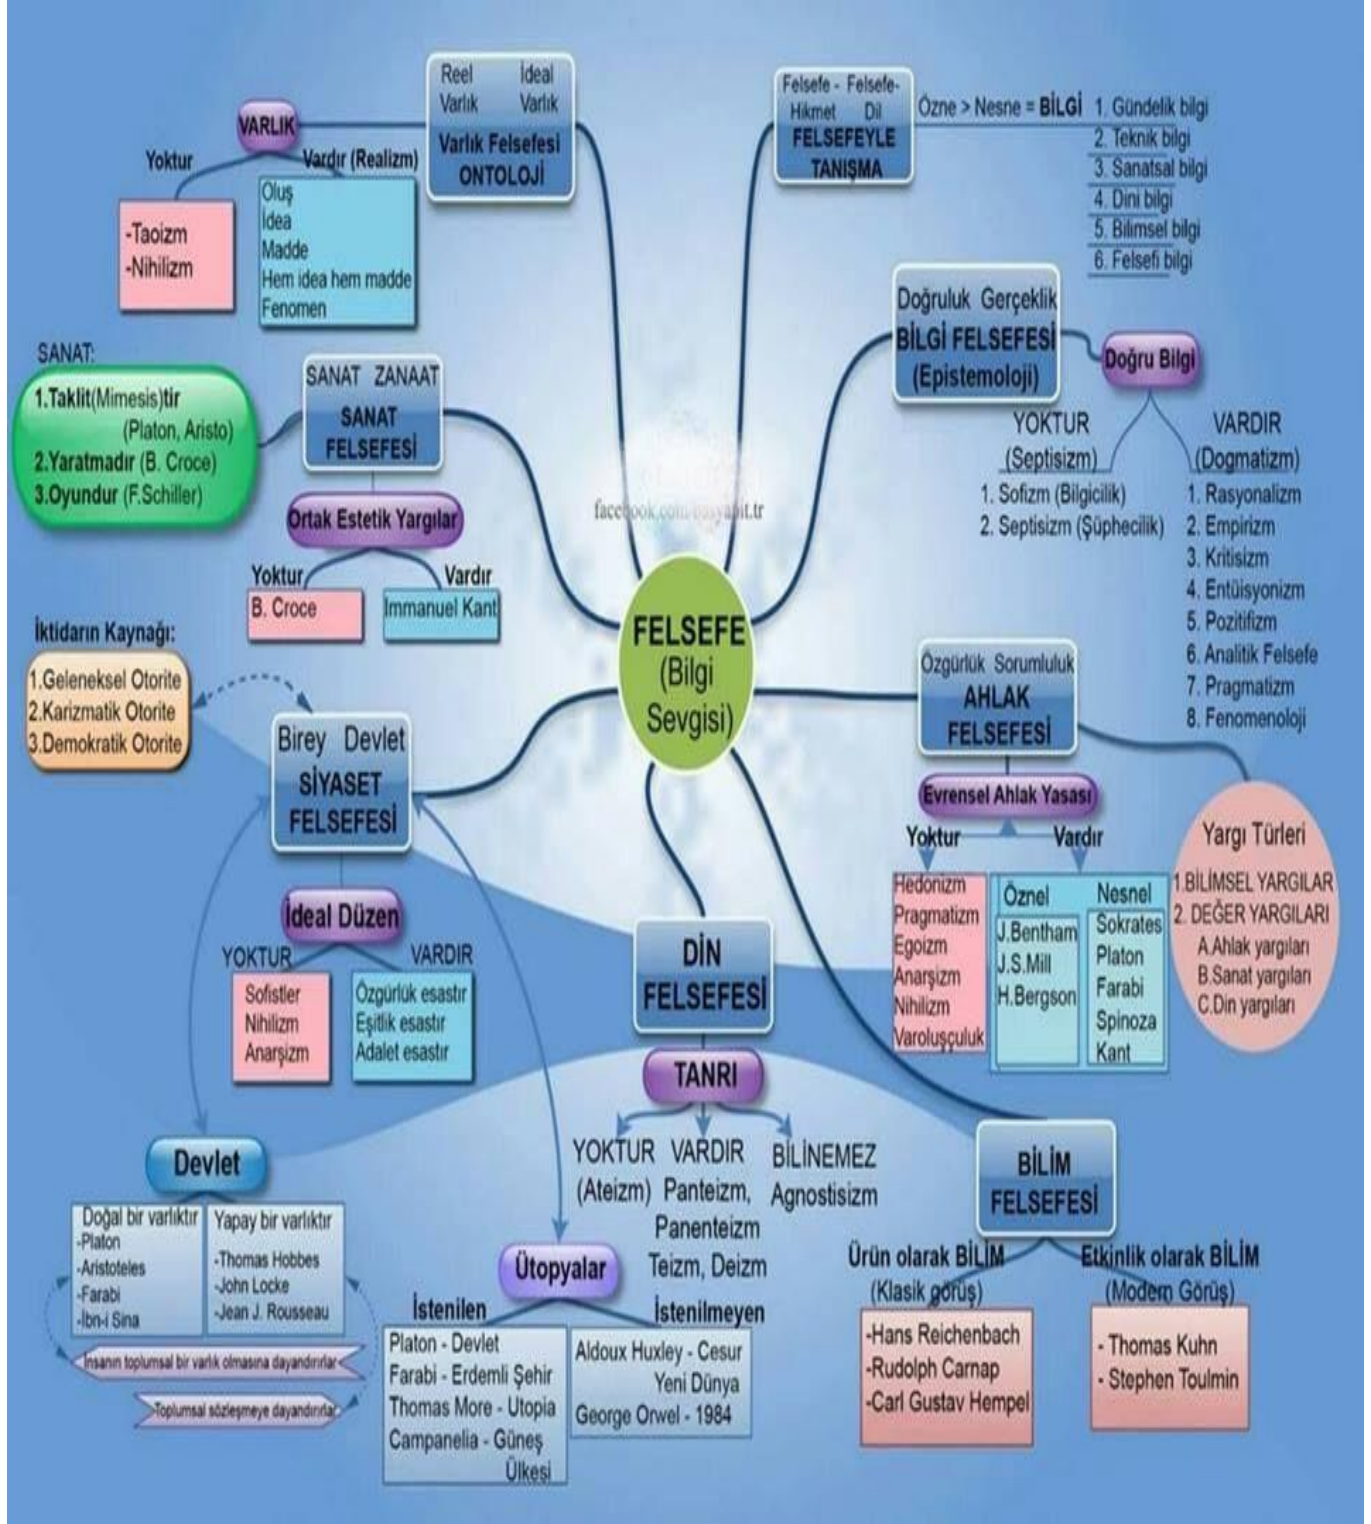 Reel İdeal
Varlık Varlık
Varlık Felsefesi
ONTOLOJİ
VARLIK
Yoktur
Vardır (Realizm)
-Taoizm
-Nihilizm
Oluş
İdea
Madde
Hem idea hem madde
Fenomen
Felsefe - Felsefe-
Hikmet Dil
FELSEFEYLE
TANIŞMA
Özne > Nesne = BİLGİ
1. Gündelik bilgi
2. Teknik bilgi
3. Sanatsal bilgi
4. Dini bilgi
5. Bilimsel bilgi
6. Felsefi bilgi
Doğruluk Gerçeklik
BİLGİ FELSEFESİ
(Epistemoloji)
Doğru Bilgi
YOKTUR
(Septisizm)
1. Sofizm (Bilgicilik)
2. Septisizm (Şüphecilik)
VARDIR
(Dogmatizm)
1. Rasyonalizm
2. Empirizm
3. Kritisizm
4. Entüisyonizm
5. Pozitifizm
6. Analitik Felsefe
7. Pragmatizm
8. Fenomenoloji
SANAT:
1.Taklit(Mimesis)tir
(Platon, Aristo)
2.Yaratmadır (B. Croce)
3.Oyundur (F.Schiller)
SANAT ZANAAT
SANAT
FELSEFESİ
Ortak Estetik Yargılar
Yoktur
B. Croce
Vardır
Immanuel Kant
FELSEFE
(Bilgi
Sevgisi)
İktidarın Kaynağı:
1.Geleneksel Otorite
2.Karizmatik Otorite
3.Demokratik Otorite
Birey Devlet
SİYASET
FELSEFESİ
İdeal Düzen
YOKTUR
Sofistler
Nihilizm
Anarşizm
VARDIR
Özgürlük esastır
Eşitlik esastır
Adalet esastır
Özgürlük Sorumluluk
AHLAK
FELSEFESİ
Evrensel Ahlak Yasası
Yoktur
Vardır
Hedonizm
Pragmatizm
Egoizm
Anarşizm
Nihilizm
Varoluşçuluk
Öznel
J.Bentham
J.S.Mill
H.Bergson
Nesnel
Sokrates
Platon
Farabi
Spinoza
Kant
Yargı Türleri
1.BİLİMSEL YARGILAR
2. DEĞER YARGILARI
A.Ahlak yargıları
B.Sanat yargıları
C.Din yargıları
DİN
FELSEFESİ
TANRI
YOKTUR
(Ateizm)
VARDIR
Panteizm,
Panenteizm
Teizm, Deizm
BİLİNEMEZ
Agnostisizm
Devlet
Doğal bir varlıktır
-Platon
-Aristoteles
-Farabi
-İbn-i Sina
Yapay bir varlıktır
-Thomas Hobbes
-John Locke
-Jean J. Rousseau
İnsanın toplumsal bir varlık olmasına dayandırırlar
Toplumsal sözleşmeye dayandırırlar
Ütopyalar
İstenilen
Platon - Devlet
Farabi - Erdemli Şehir
Thomas More - Utopia
Campanelia - Güneş
Ülkesi
İstenilmeyen
Aldoux Huxley - Cesur
Yeni Dünya
George Orwel - 1984
BİLİM
FELSEFESİ
Ürün olarak BİLİM
(Klasik görüş)
-Hans Reichenbach
-Rudolph Carnap
-Carl Gustav Hempel
Etkinlik olarak BİLİM
(Modern Görüş)
- Thomas Kuhn
- Stephen Toulmin